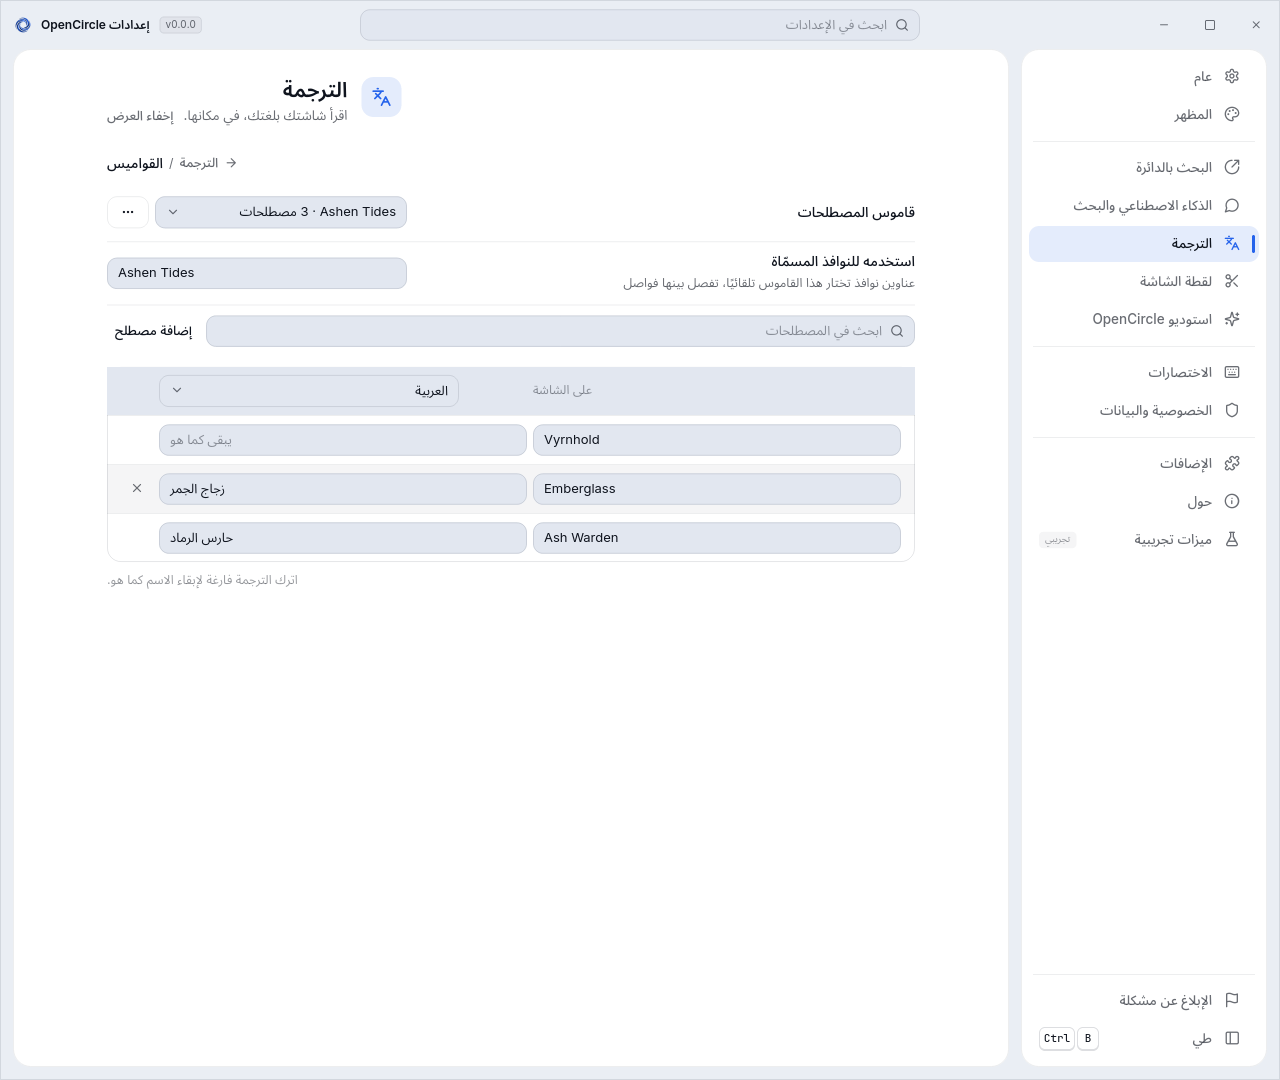 إعدادات OpenCircle
v0.0.0
ابحث في الإعدادات
عام
المظهر
البحث بالدائرة
الذكاء الاصطناعي والبحث
الترجمة
لقطة الشاشة
استوديو OpenCircle
الاختصارات
الخصوصية والبيانات
الإضافات
حول
ميزات تجريبية
تجريبي
الإبلاغ عن مشكلة
طي
Ctrl B
الترجمة
اقرأ شاشتك بلغتك، في مكانها. إخفاء العرض
الترجمة / القواميس
قاموس المصطلحات
Ashen Tides · 3 مصطلحات
استخدمه للنوافذ المسمّاة
عناوين نوافذ تختار هذا القاموس تلقائيًا، تفصل بينها فواصل
Ashen Tides
ابحث في المصطلحات
إضافة مصطلح
على الشاشة
العربية
Vyrnhold
يبقى كما هو
Emberglass
زجاج الجمر
Ash Warden
حارس الرماد
اترك الترجمة فارغة لإبقاء الاسم كما هو.